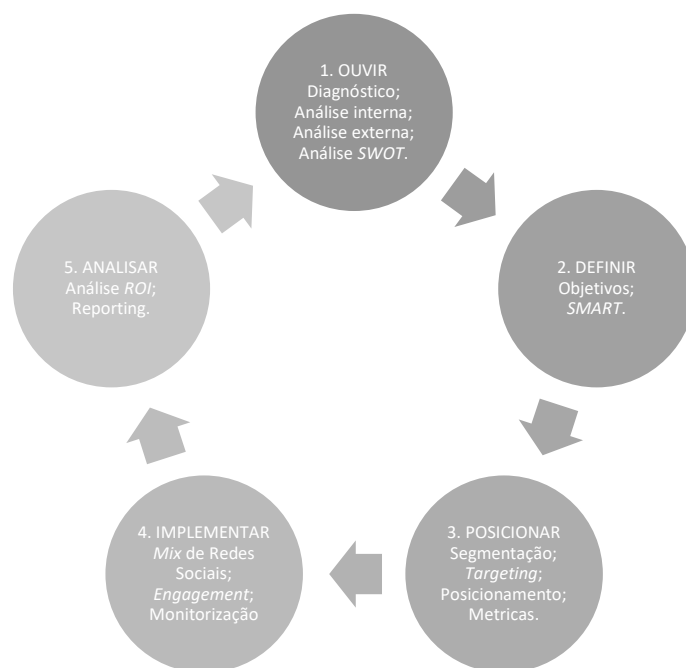 1. OUVIR
Diagnóstico;
Análise interna;
Análise externa;
Análise SWOT.
2. DEFINIR
Objetivos;
SMART.
3. POSICIONAR
Segmentação;
Targeting;
Posicionamento;
Metricas.
4. IMPLEMENTAR
Mix de Redes
Sociais;
Engagement;
Monitorização
5. ANALISAR
Análise ROI;
Reporting.